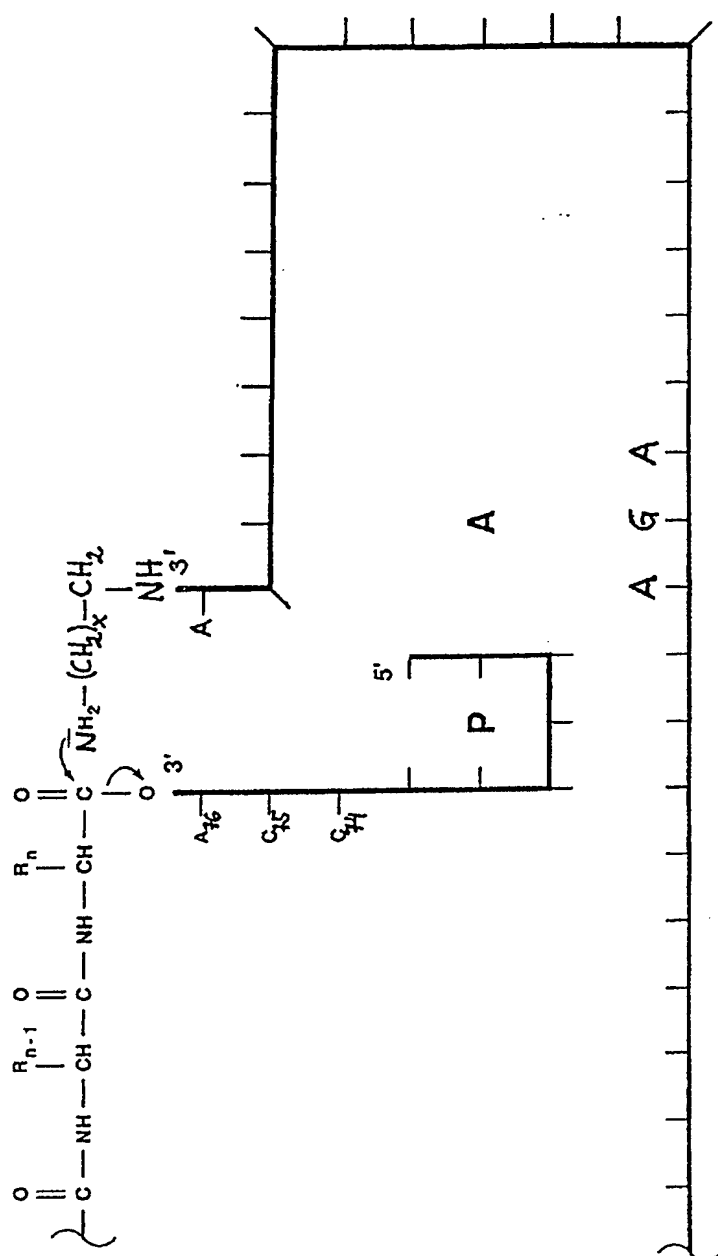 O R n-1 O R n O
C — NH — CH — C — NH — CH — C NH2 — (CH2)x — CH2
O NH
3' 3'
A76 A
C75
C74
5'
P A
A G A